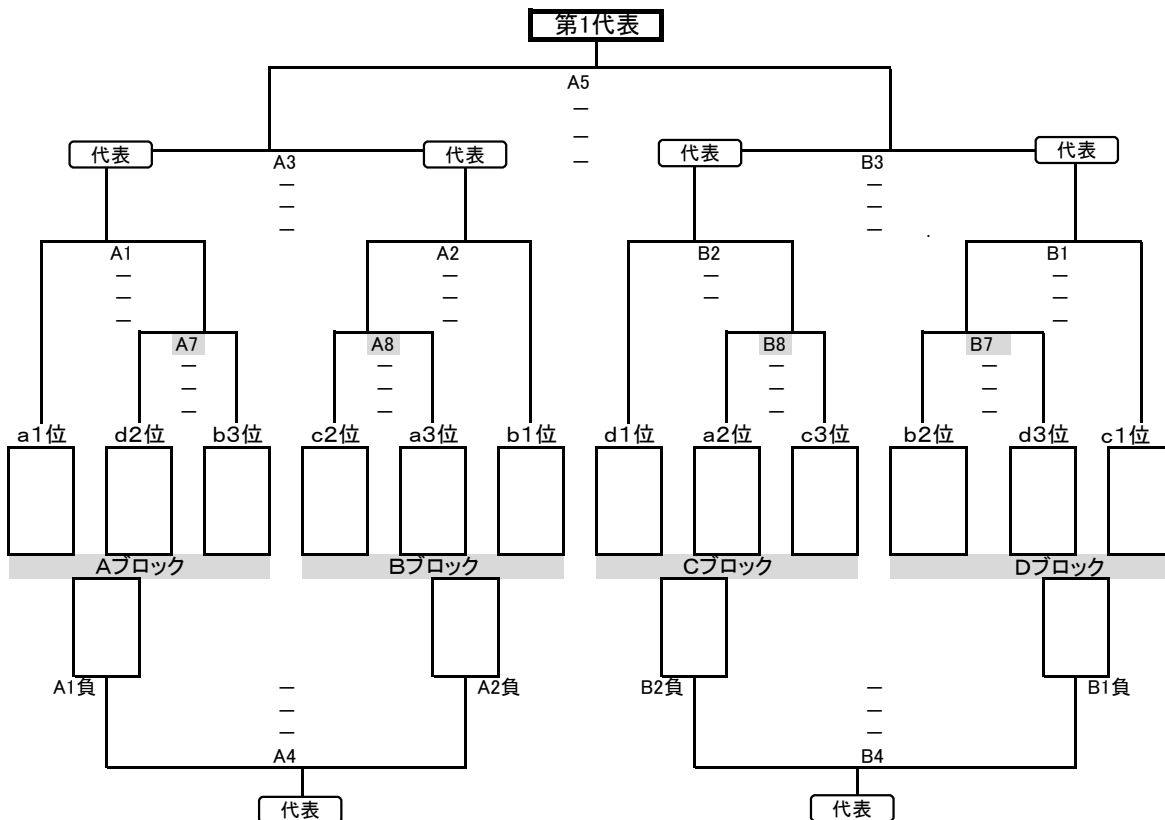 第1代表
A5
―
―
―
代表 A3 代表 代表 B3 代表
― ―
― ―
― ―
A1 A2 B2 B1
― ― ― ―
― ― ― ―
― ― ―
A7 A8 B8 B7
― ― ― ―
― ― ― ―
― ― ― ―
a1位 d2位 b3位 c2位 a3位 b1位 d1位 a2位 c3位 b2位 d3位 c1位
Aブロック Bブロック Cブロック Dブロック
A1負 A2負 B2負 B1負
― ―
― ―
― ―
A4 B4
代表 代表